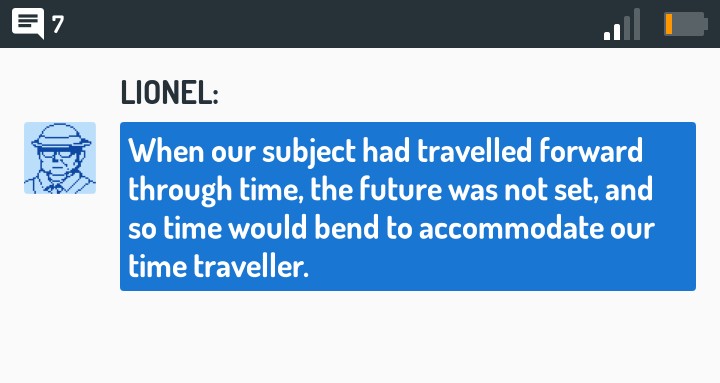 7
LIONEL:
When our subject had travelled forward
through time, the future was not set, and
so time would bend to accommodate our
time traveller.